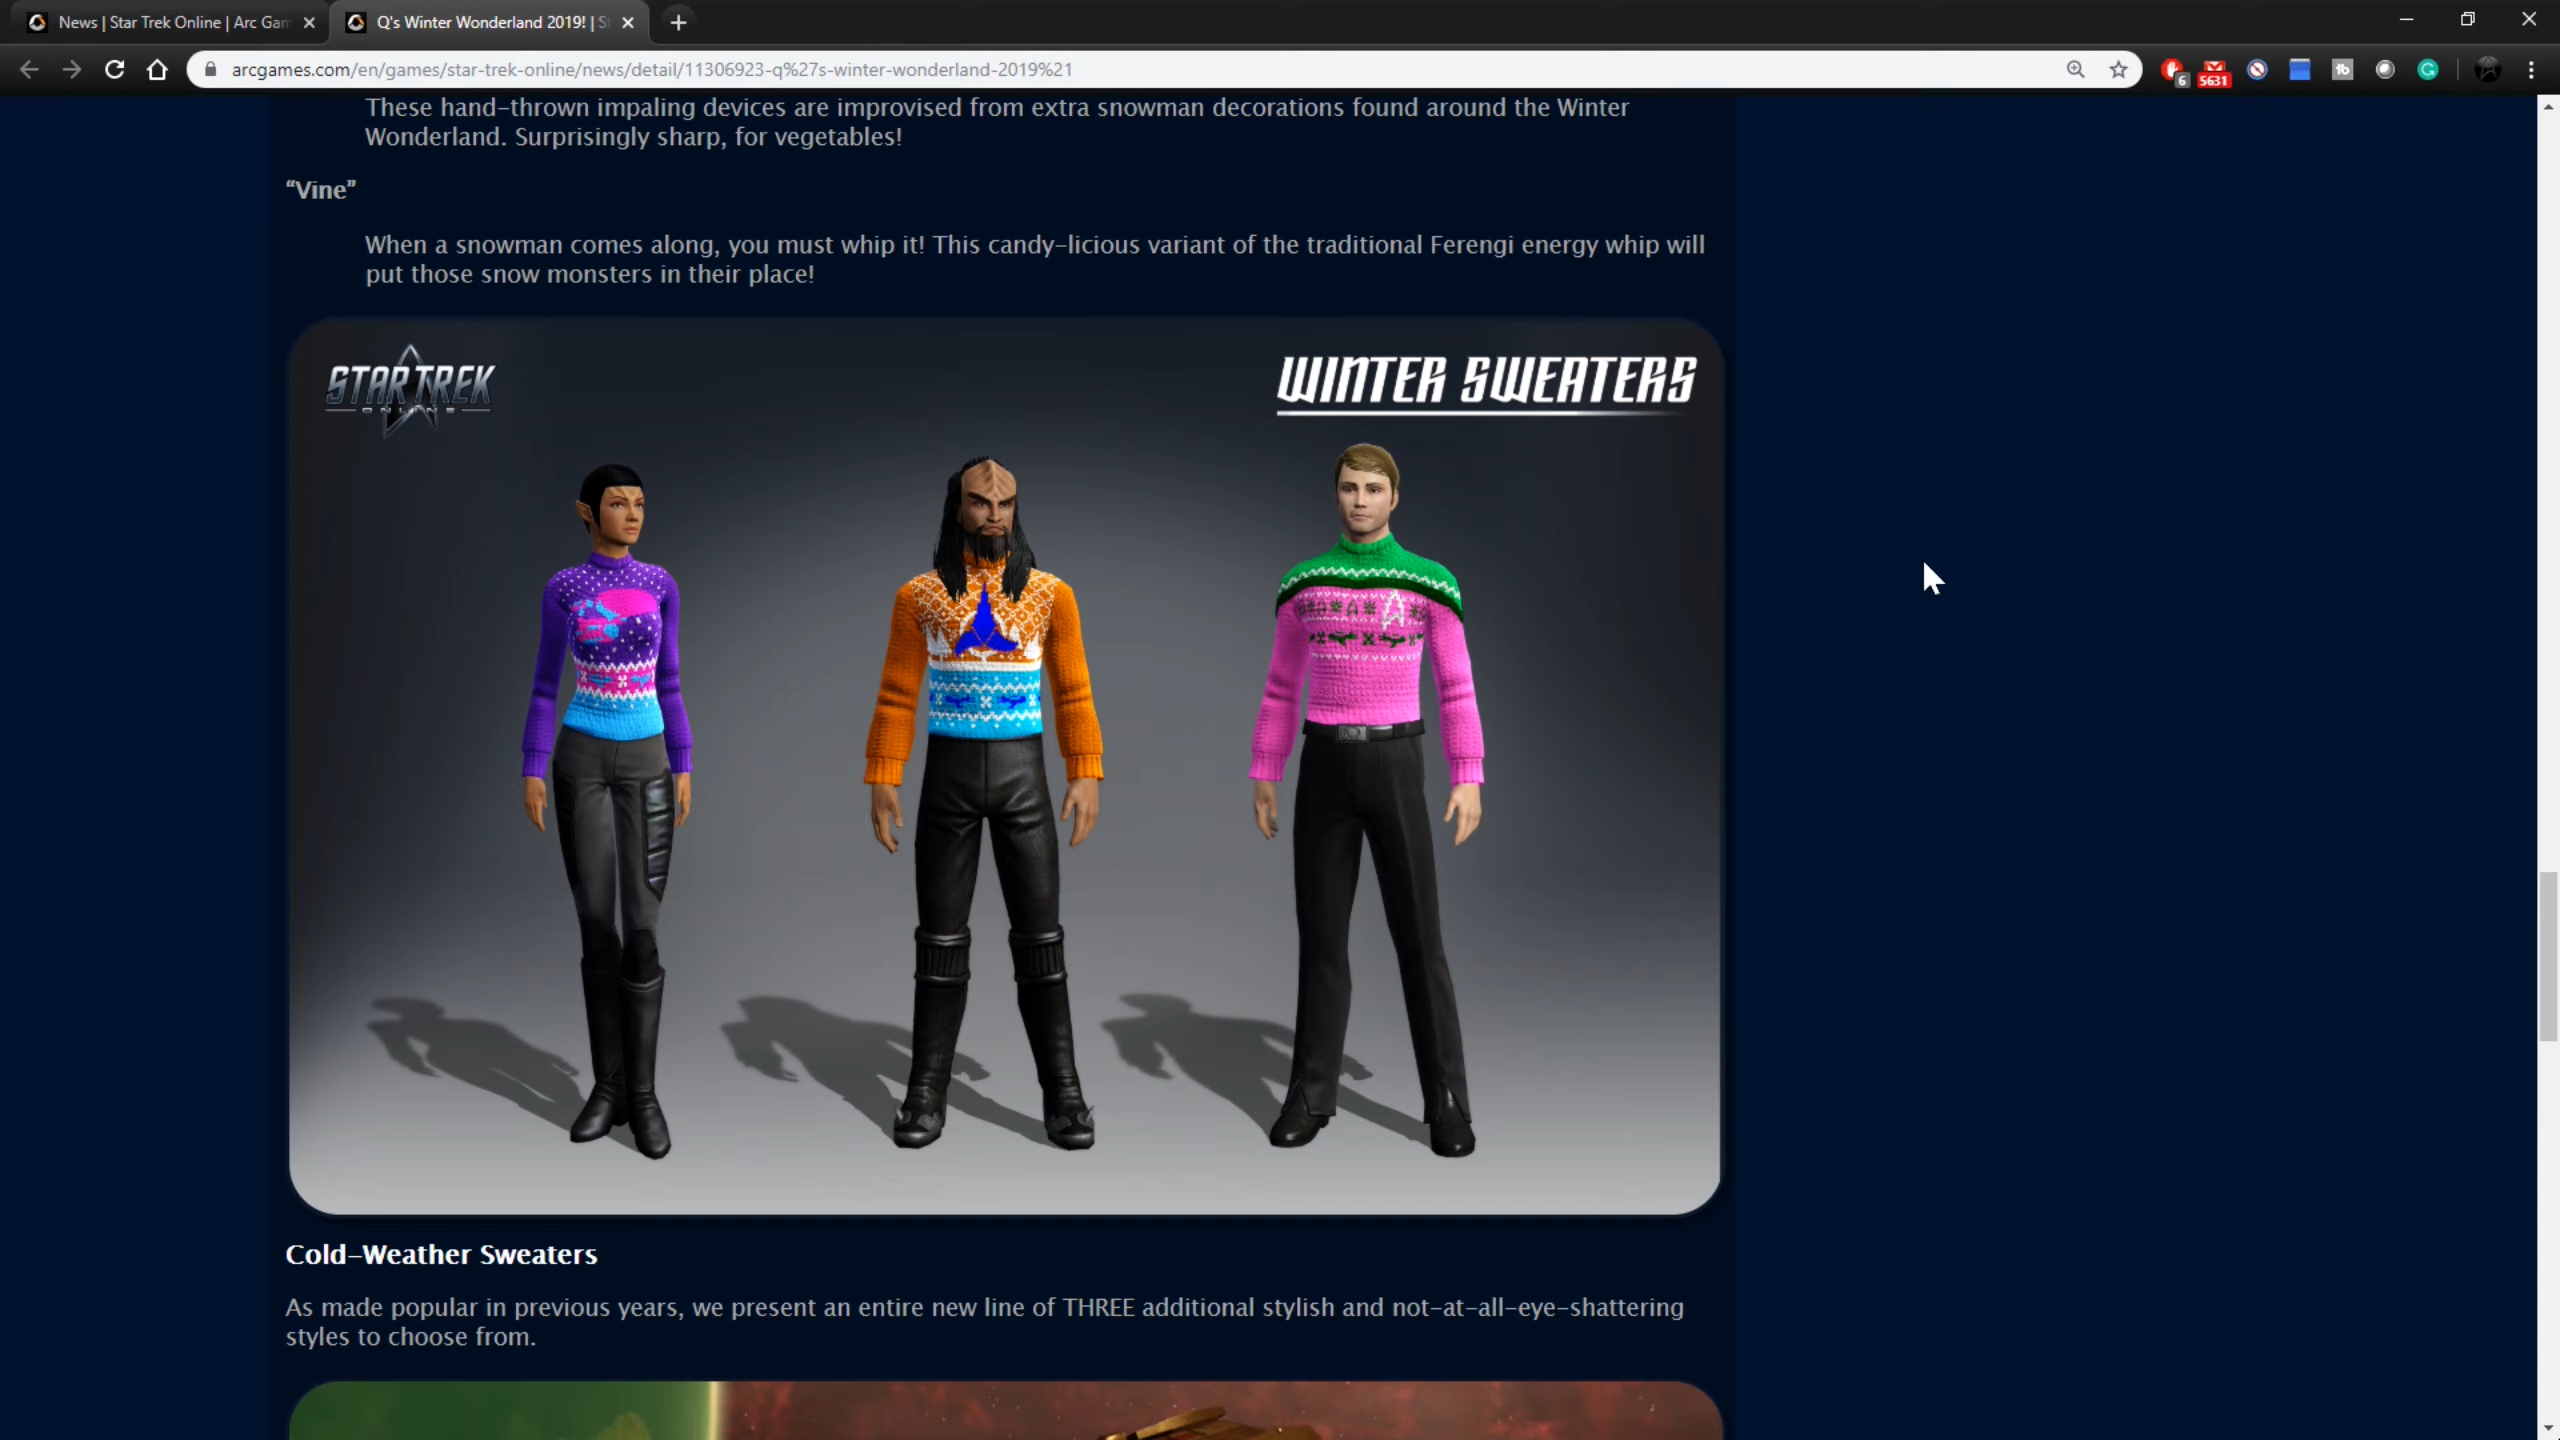 News | Star Trek Online | Arc Gam
Q's Winter Wonderland 2019! | S
arcgames.com/en/games/star-trek-online/news/detail/11306923-q%27s-winter-wonderland-2019%21
6
5631
These hand-thrown impaling devices are improvised from extra snowman decorations found around the Winter
Wonderland. Surprisingly sharp, for vegetables!
“Vine”
When a snowman comes along, you must whip it! This candy-licious variant of the traditional Ferengi energy whip will
put those snow monsters in their place!
STAR TREK
ONLINE
WINTER SWEATERS
Cold-Weather Sweaters
As made popular in previous years, we present an entire new line of THREE additional stylish and not-at-all-eye-shattering
styles to choose from.